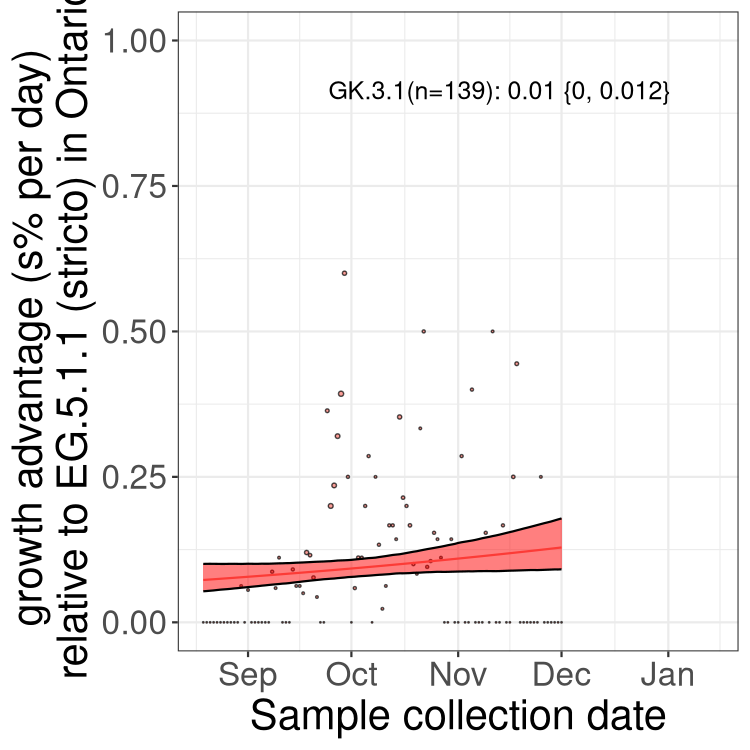 growth advantage (s% per day)
relative to EG.5.1.1 (stricto) in Ontario
1.00
0.75
0.50
0.25
0.00
GK.3.1(n=139): 0.01 {0, 0.012}
Sep Oct Nov Dec Jan
Sample collection date